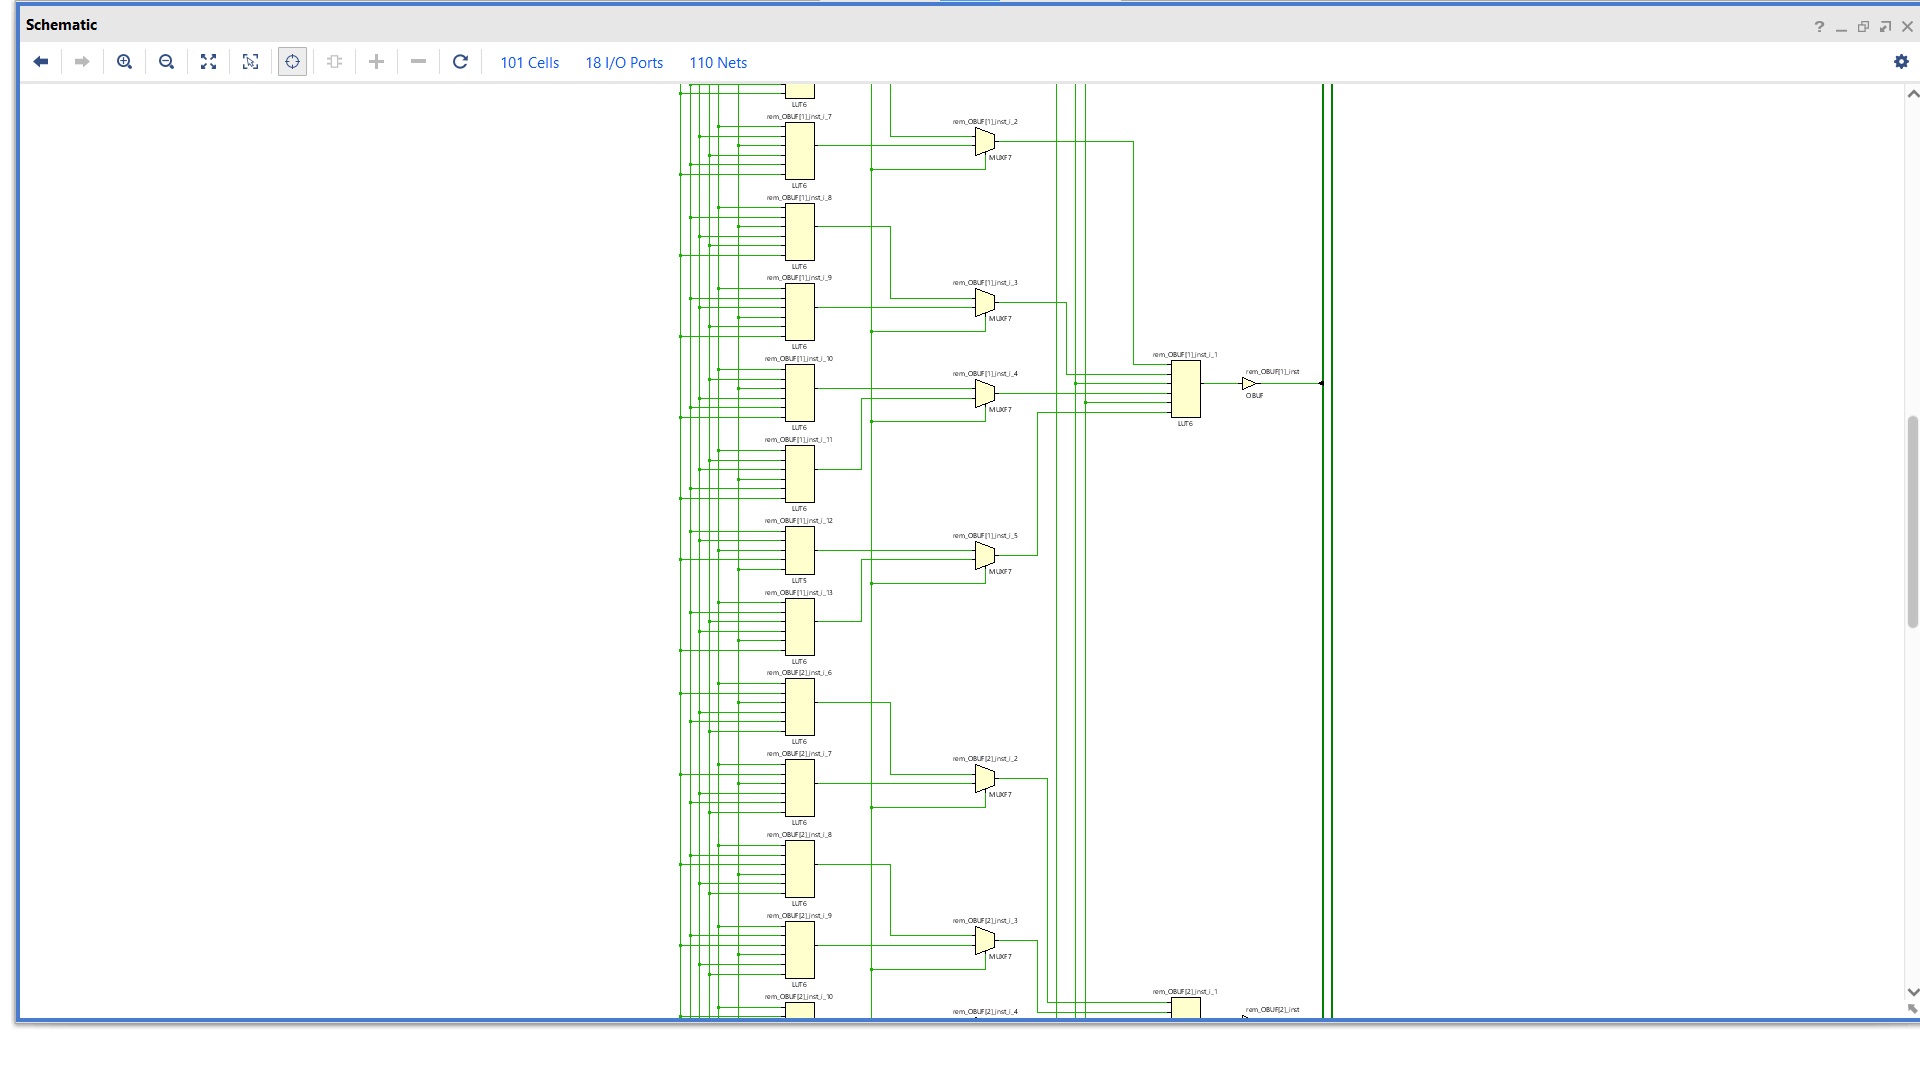 Schematic
?
101 Cells 18 I/O Ports 110 Nets
LUT6
rem_OBUF[1]_inst_i_7
rem_OBUF[1]_inst_i_2
MUXF7
LUT6
rem_OBUF[1]_inst_i_8
LUT6
rem_OBUF[1]_inst_i_9
rem_OBUF[1]_inst_i_3
MUXF7
LUT6
rem_OBUF[1]_inst_i_1
rem_OBUF[1]_inst_i_10
rem_OBUF[1]_inst
rem_OBUF[1]_inst_i_4
OBUF
MUXF7
LUT6
LUT6
rem_OBUF[1]_inst_i_11
LUT6
rem_OBUF[1]_inst_i_12
rem_OBUF[1]_inst_i_5
MUXF7
LUT5
rem_OBUF[1]_inst_i_13
LUT6
rem_OBUF[2]_inst_i_6
LUT6
rem_OBUF[2]_inst_i_7
rem_OBUF[2]_inst_i_2
MUXF7
LUT6
rem_OBUF[2]_inst_i_8
LUT6
rem_OBUF[2]_inst_i_9
rem_OBUF[2]_inst_i_3
MUXF7
LUT6
rem_OBUF[2]_inst_i_1
rem_OBUF[2]_inst_i_10
rem_OBUF[2]_inst
rem_OBUF[2]_inst_i_4